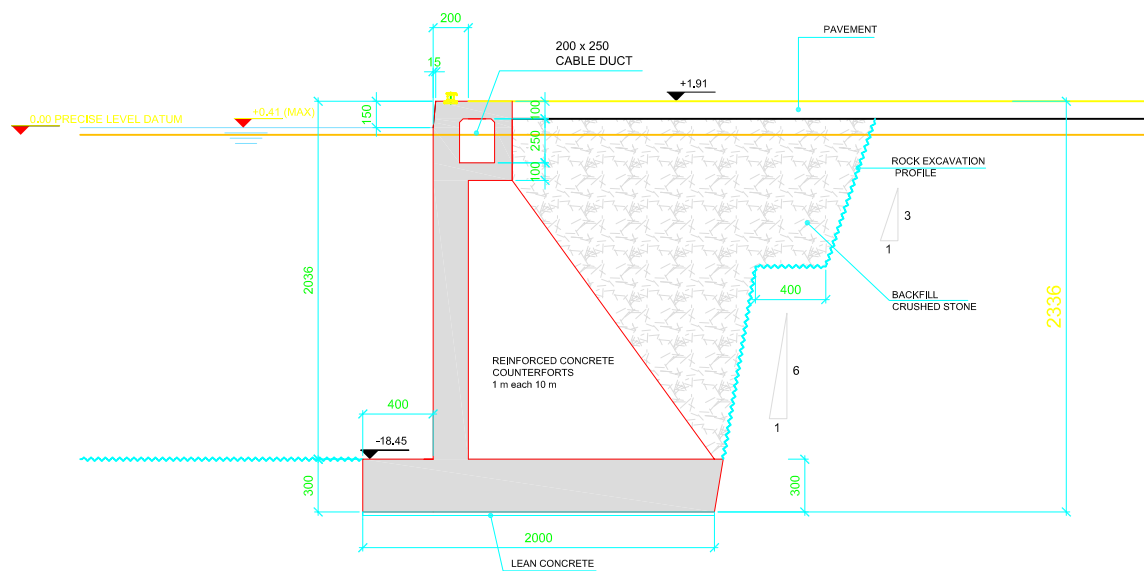 200
PAVEMENT
200 x 250
CABLE DUCT
15
+1.91
0.00 PRECISE LEVEL DATUM
+0.41 (MAX)
150
100
250
100
ROCK EXCAVATION
PROFILE
3
1
2036
400
BACKFILL
CRUSHED STONE
2336
REINFORCED CONCRETE
COUNTERFORTS
1 m each 10 m
6
1
400
-18.45
300
300
2000
LEAN CONCRETE